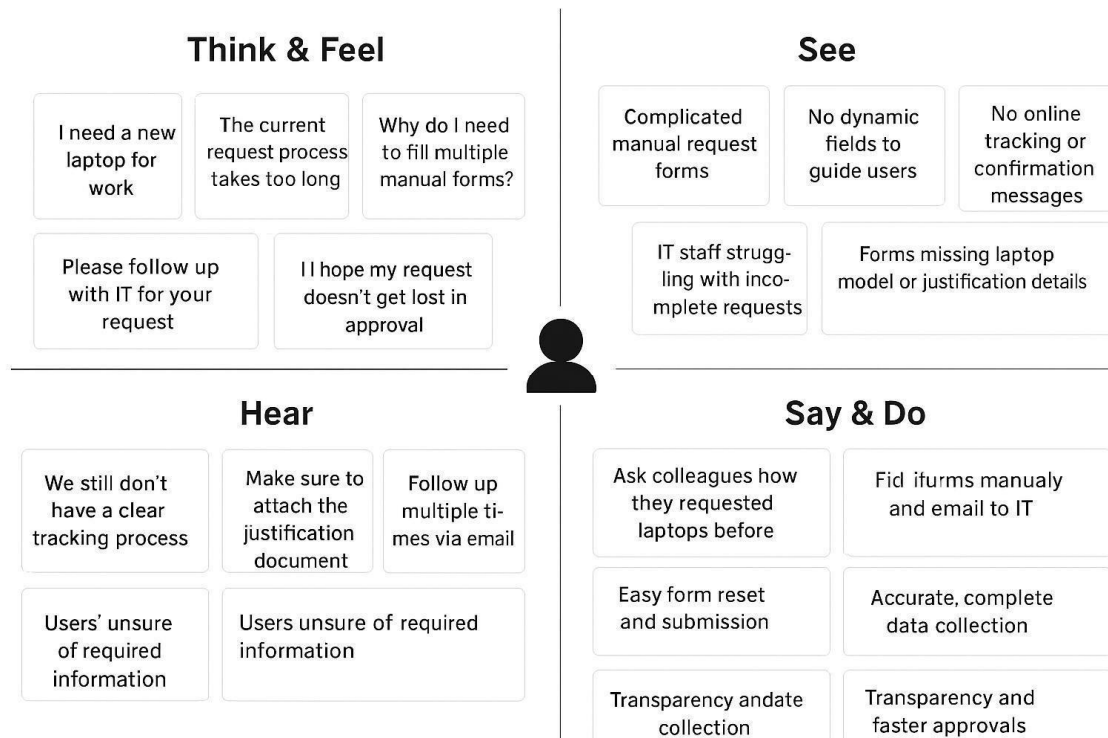 Think & Feel
I need a new
laptop for
work
The current
request process
takes too long
Why do I need
to fill multiple
manual forms?
Please follow up
with IT for your
request
I I hope my request
doesn't get lost in
approval
See
Complicated
manual request
forms
No dynamic
fields to
guide users
No online
tracking or
confirmation
messages
IT staff strugg-
ling with inco-
mplete requests
Forms missing laptop
model or justification details
Hear
We still don't
have a clear
tracking process
Make sure to
attach the
justification
document
Follow up
multiple ti-
mes via email
Users' unsure
of required
information
Users unsure of required
information
Say & Do
Ask colleagues how
they requested
laptops before
Fid ifurms manualy
and email to IT
Easy form reset
and submission
Accurate, complete
data collection
Transparency andate
collection
Transparency and
faster approvals